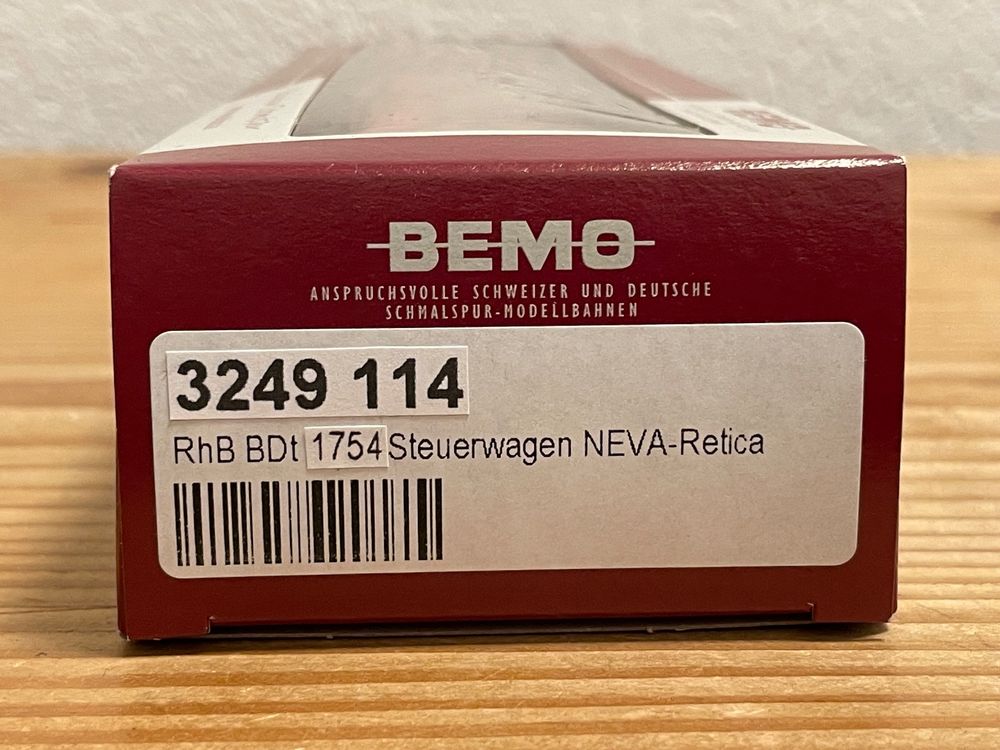 BEMO
ANSPRUCHSVOLLE SCHWEIZER UND DEUTSCHE
SCHMALSPUR-MODELLBAHNEN
3249 114
RhB BDt 1754 Steuerwagen NEVA-Retica